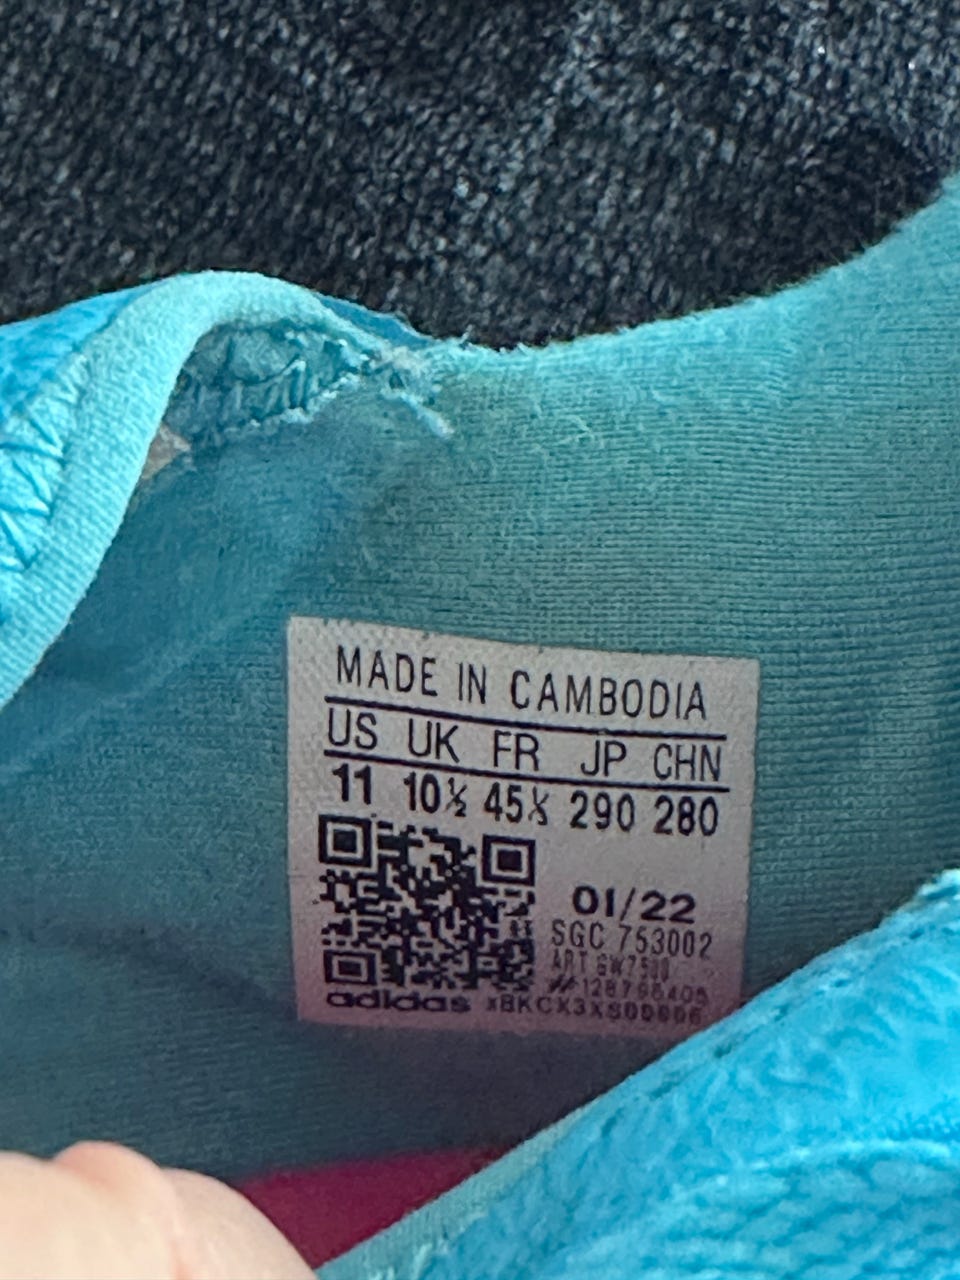 MADE IN CAMBODIA
US UK FR JP CHN
11 10½ 45⅓ 290 280
01/22
SGC 753002
ART
adidas